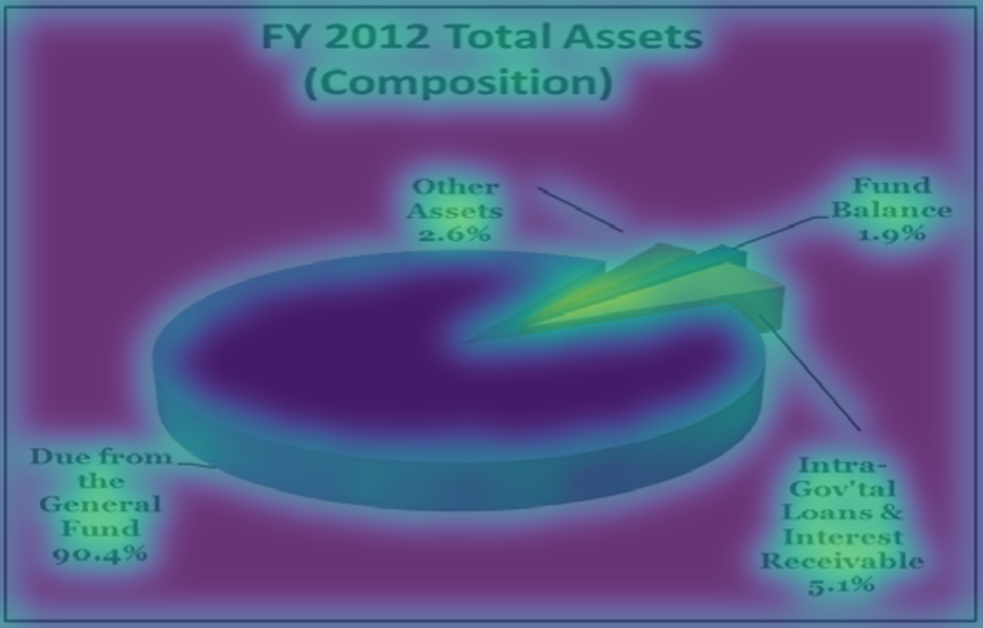 FY 2012 Total Assets
(Composition)
Other
Assets
2.6%
Fund
Balance
1.9%
Due from
the
General
Fund
90.4%
Intra-
Gov'tal
Loans &
Interest
Receivable
5.1%